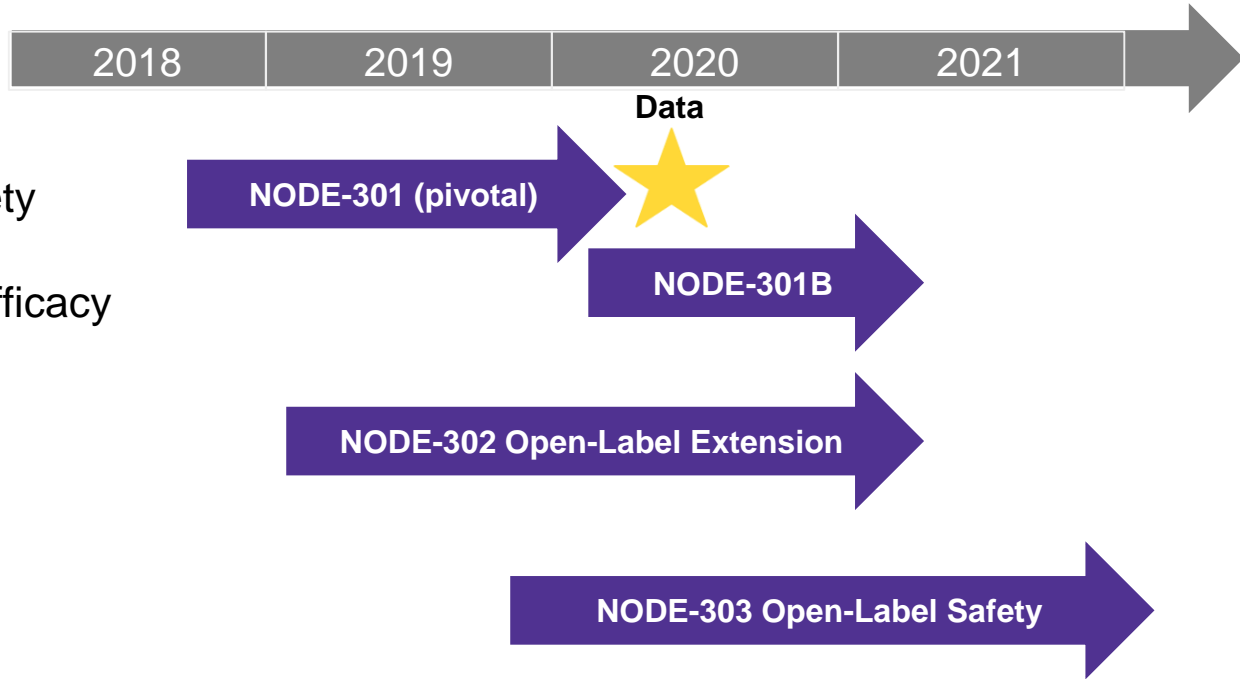 2018 2019 2020 2021
Data
NODE-301 (pivotal)
NODE-301B
NODE-302 Open-Label Extension
NODE-303 Open-Label Safety